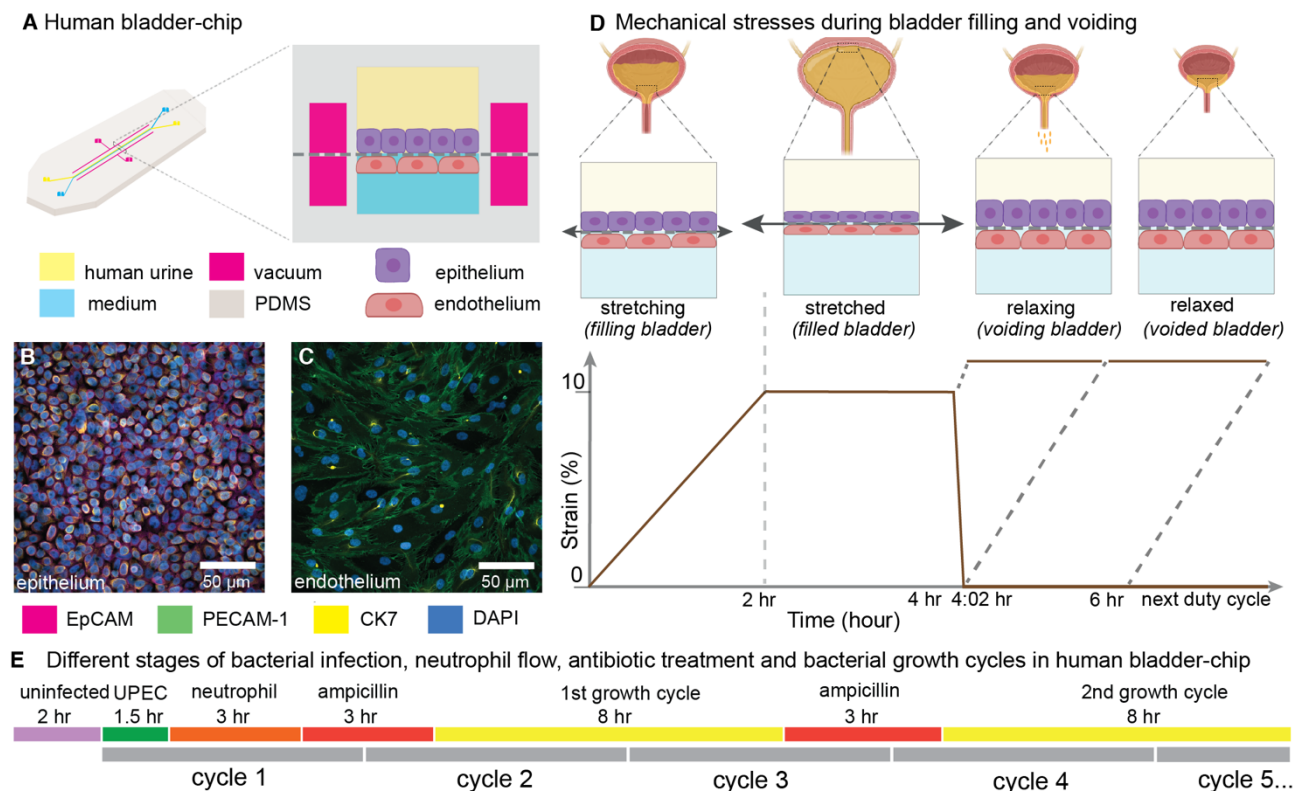 A Human bladder-chip
human urine
vacuum
epithelium
medium
PDMS
endothelium
B
epithelium
50 µm
C
endothelium
50 µm
EpCAM
PECAM-1
CK7
DAPI
D Mechanical stresses during bladder filling and voiding
stretching
(filling bladder)
stretched
(filled bladder)
relaxing
(voiding bladder)
relaxed
(voided bladder)
Strain (%)
10
0
2 hr
4 hr
4:02 hr
6 hr
next duty cycle
Time (hour)
E Different stages of bacterial infection, neutrophil flow, antibiotic treatment and bacterial growth cycles in human bladder-chip
uninfected
2 hr
UPEC
1.5 hr
neutrophil
3 hr
ampicillin
3 hr
1st growth cycle
8 hr
ampicillin
3 hr
2nd growth cycle
8 hr
cycle 1
cycle 2
cycle 3
cycle 4
cycle 5...